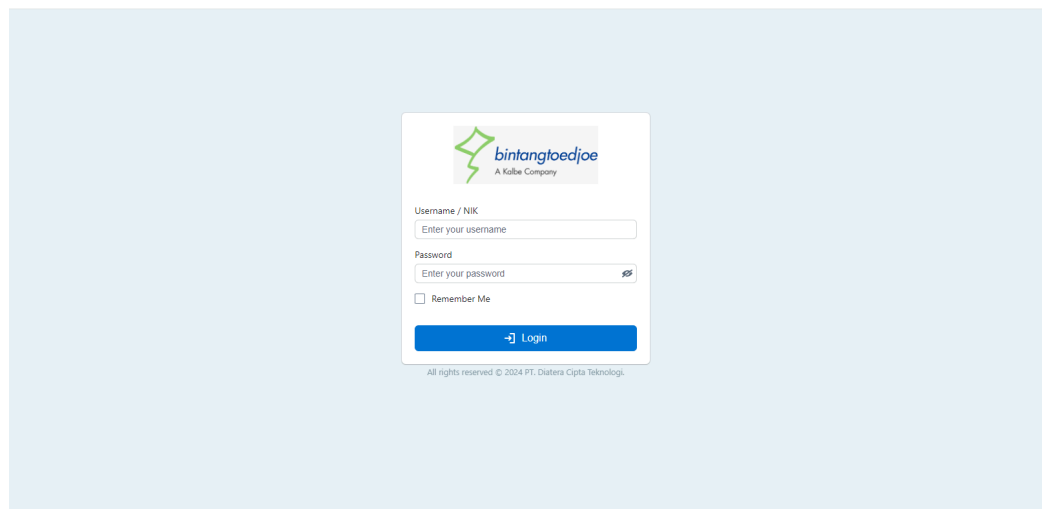 bintangtoedjoe
A Kalbe Company
Username / NIK
Enter your username
Password
Enter your password
Remember Me
Login
All rights reserved © 2024 PT. Diatera Cipta Teknologi.